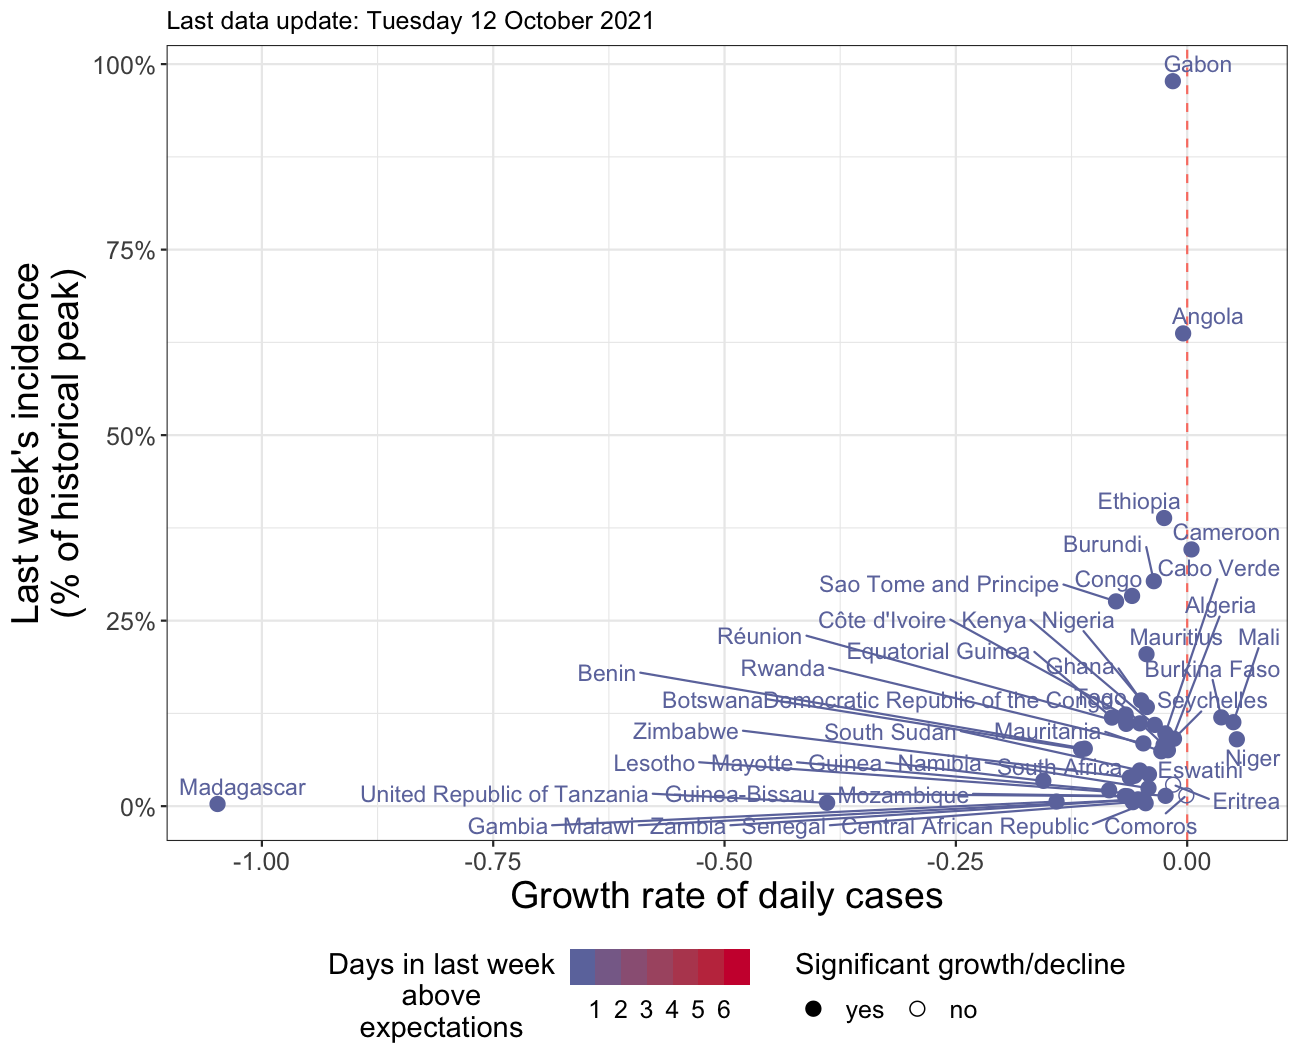 Last data update: Tuesday 12 October 2021
Last week's incidence
(% of historical peak)
100%
75%
50%
25%
0%
Gabon
Angola
Ethiopia
Cameroon
Burundi
Cabo Verde
Congo
Sao Tome and Principe
Algeria
Côte d'Ivoire
Kenya
Nigeria
Réunion
Mauritius
Mali
Equatorial Guinea
Rwanda
Ghana
Burkina Faso
Benin
Botswana
Democratic Republic of the Congo
Togo
Seychelles
Zimbabwe
South Sudan
Mauritania
Niger
Lesotho
Mayotte
Guinea
Namibia
South Africa
Eswatini
Madagascar
United Republic of Tanzania
Guinea-Bissau
Mozambique
Eritrea
Gambia
Malawi
Zambia
Senegal
Central African Republic
Comoros
-1.00
-0.75
-0.50
-0.25
0.00
Growth rate of daily cases
Days in last week
above
expectations
1 2 3 4 5 6
Significant growth/decline
yes
no